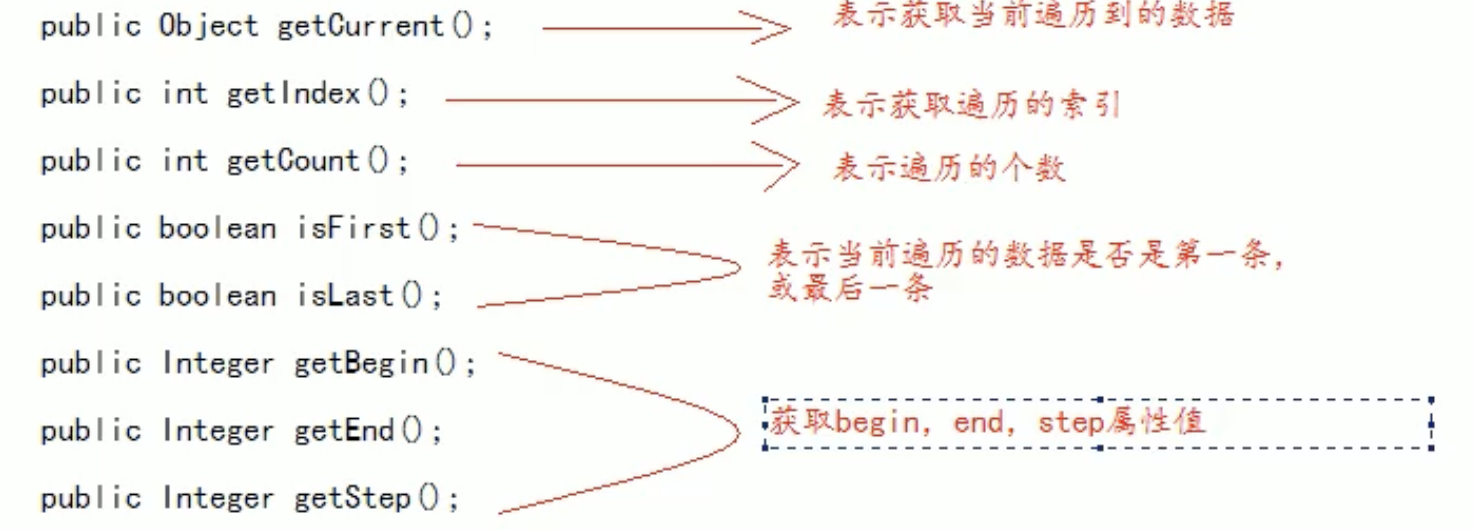 public Object getCurrent();
表示获取当前遍历到的数据
public int getIndex();
表示获取遍历的索引
public int getCount();
表示遍历的个数
public boolean isFirst();
public boolean isLast();
表示当前遍历的数据是否是第一条，
或最后一条
public Integer getBegin();
public Integer getEnd();
public Integer getStep();
获取begin, end, step属性值